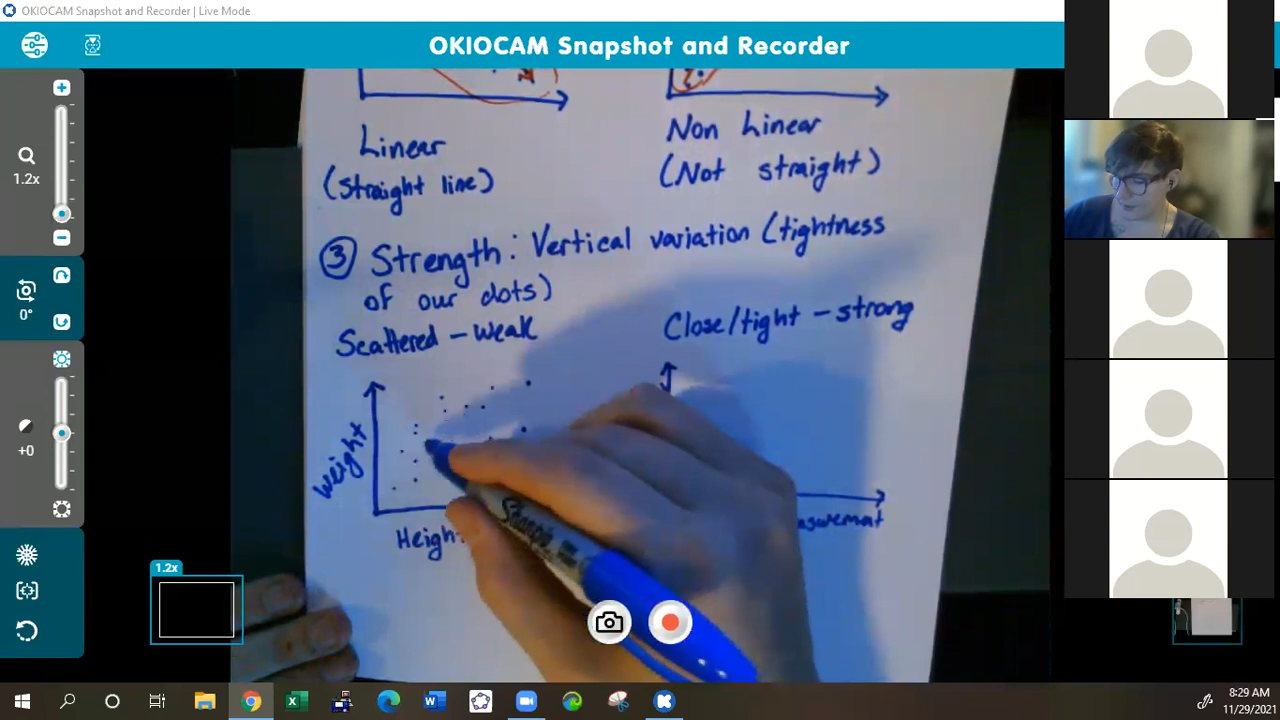 OKIOCAM Snapshot and Recorder | Live Mode
OKIOCAM Snapshot and Recorder
1.2x
0°
+0
1.2x
Linear
(straight line)
Non Linear
(Not straight)
③ Strength: Vertical variation (tightness
of our dots)
Scattered - weak
Close/tight - strong
Weight
Height
Sharpie
8:29 AM
11/29/2021